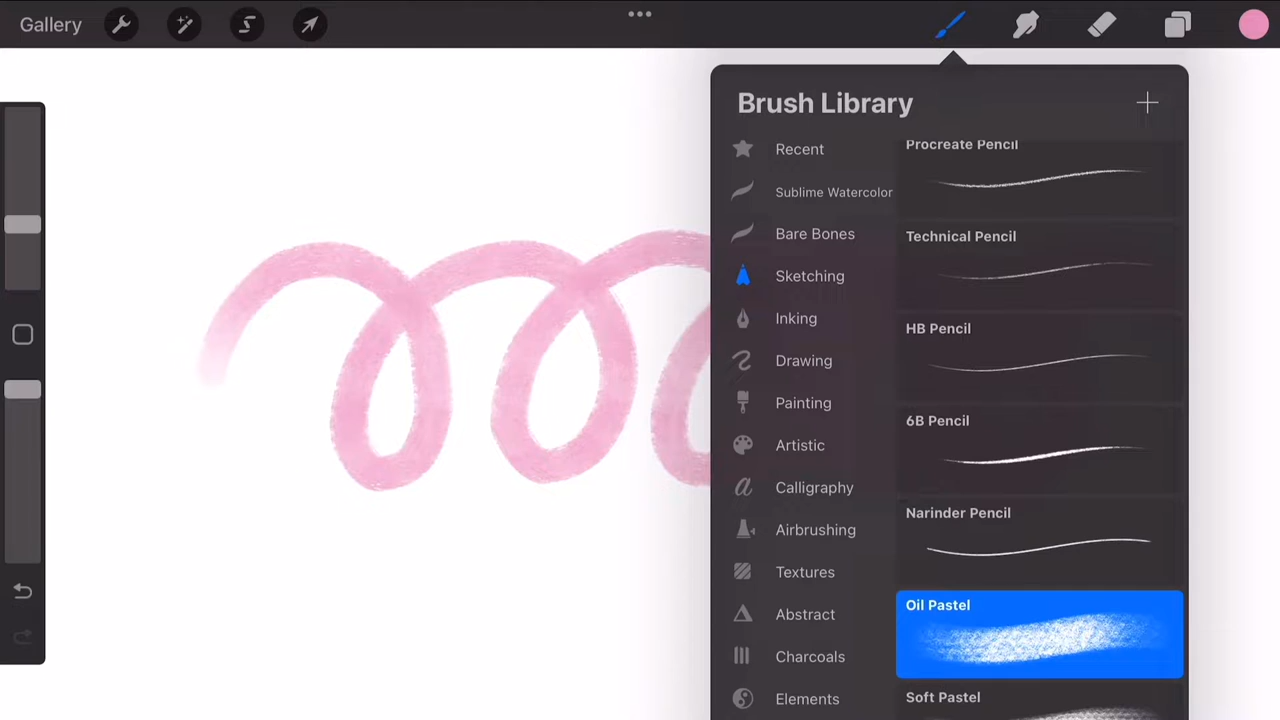 Gallery
Brush Library
Recent
Sublime Watercolor
Bare Bones
Sketching
Inking
Drawing
Painting
Artistic
Calligraphy
Airbrushing
Textures
Abstract
Charcoals
Elements
Procreate Pencil
Technical Pencil
HB Pencil
6B Pencil
Narinder Pencil
Oil Pastel
Soft Pastel